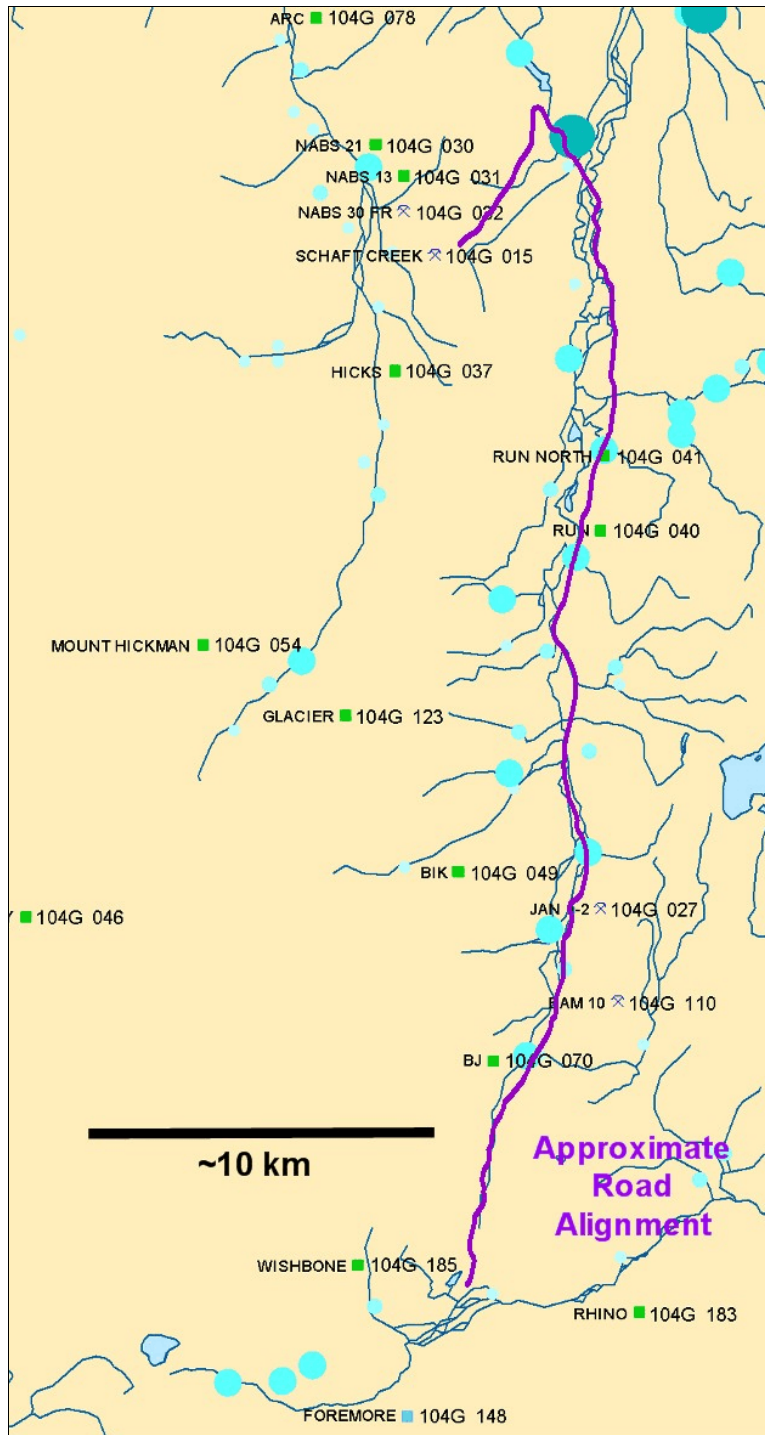 ARC 104G 078
NABS 21 104G 030
NABS 13 104G 031
NABS 30 FR 104G 032
SCHAFT CREEK 104G 015
HICKS 104G 037
RUN NORTH 104G 041
RUN 104G 040
MOUNT HICKMAN 104G 054
GLACIER 104G 123
BIK 104G 049
JAN 104G 027
Y 104G 046
BAM 10 104G 110
BJ 104G 070
~10 km
Approximate
Road
Alignment
WISHBONE 104G 185
RHINO 104G 183
FOREMORE 104G 148